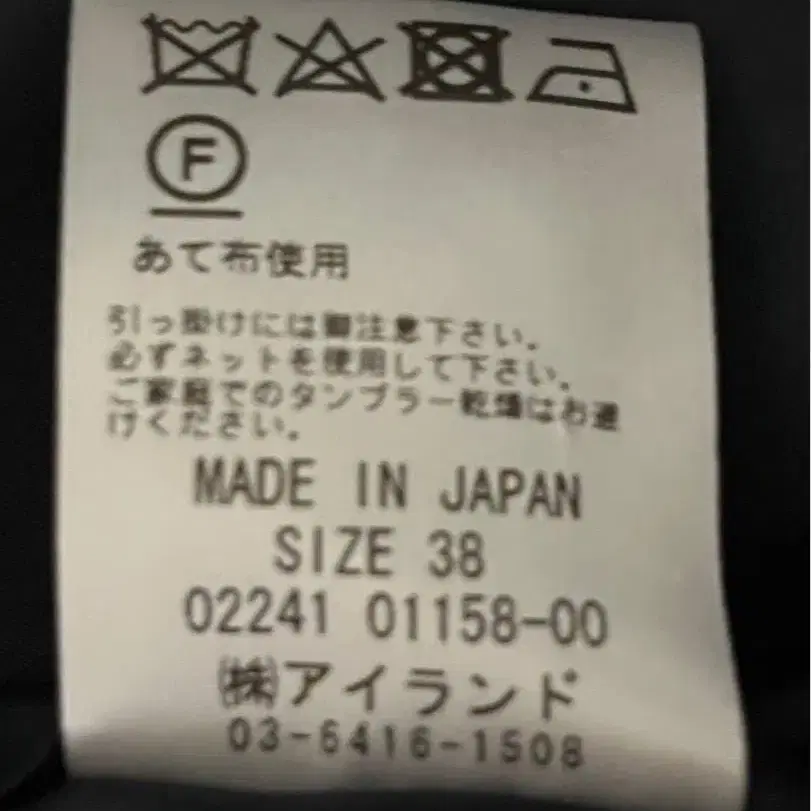 F
あて布使用
引っ掛けには御注意下さい。
必ずネットを使用して下さい。
ご家庭でのタンブラー乾燥はお避
けください。
MADE IN JAPAN
SIZE 38
02241 01158-00
㈱アイランド
03-6416-1508